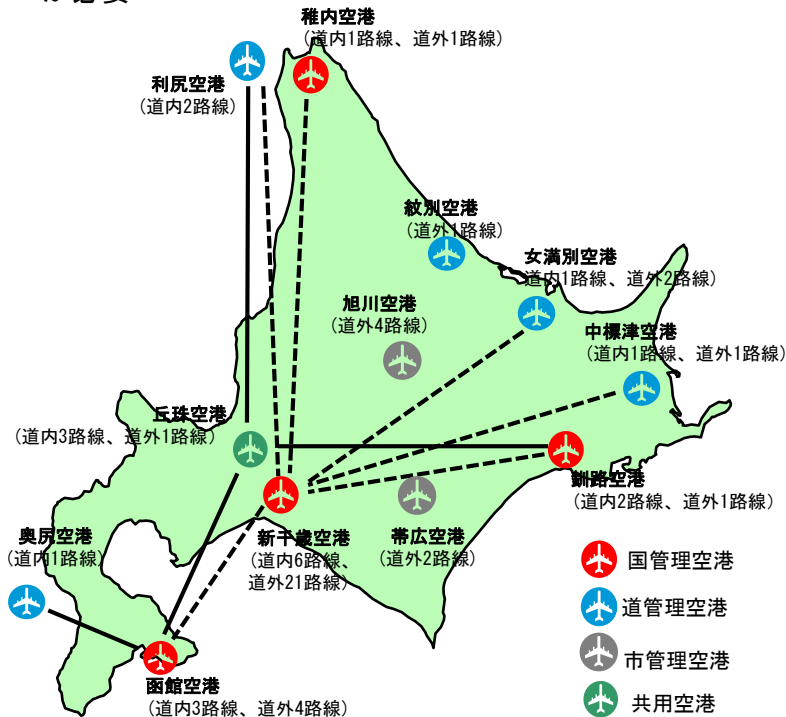 稚内空港
(道内1路線、道外1路線)
利尻空港
(道内2路線)
紋別空港
(道外1路線)
女満別空港
道内1路線、道外2路線)
旭川空港
(道外4路線)
中標津空港
(道内1路線、道外1路線)
丘珠空港
(道内3路線、道外1路線)
釧路空港
(道内2路線、道外1路線)
新千歳空港
(道内6路線、
道外21路線)
帯広空港
(道外2路線)
奥尻空港
(道内1路線)
函館空港
(道内3路線、道外4路線)
国管理空港
道管理空港
市管理空港
共用空港